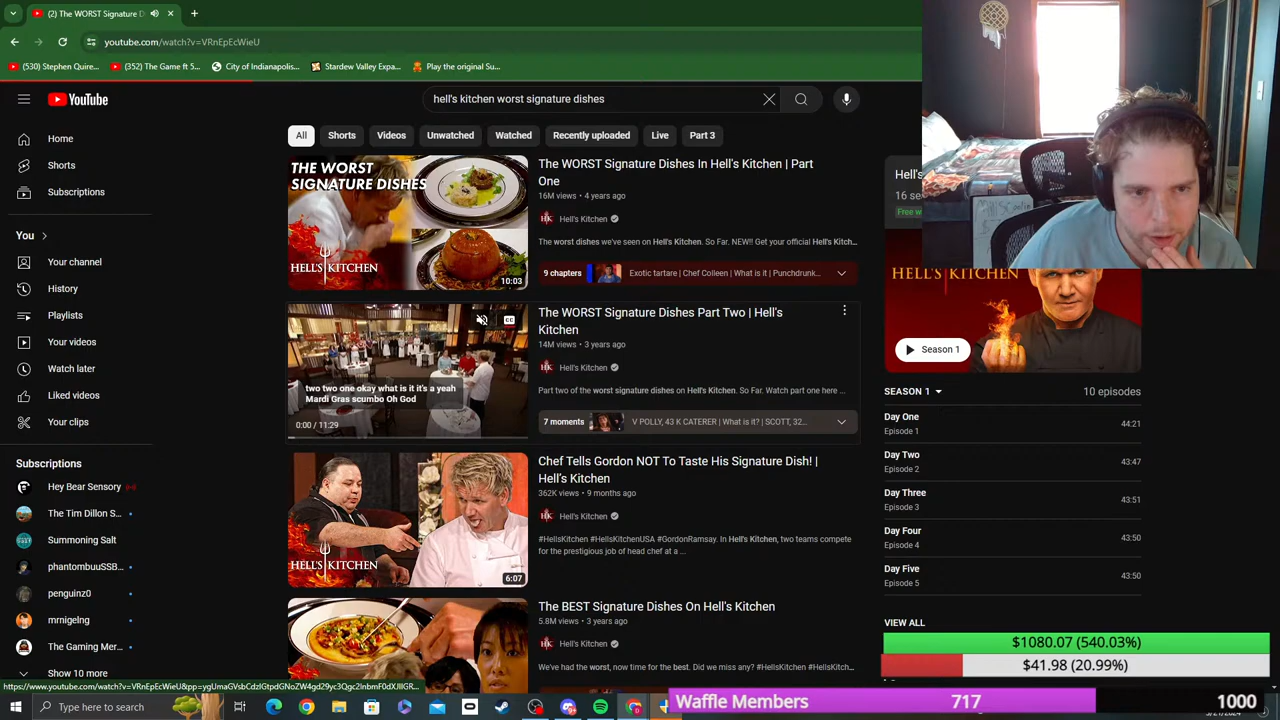 (2) The WORST Signature D
youtube.com/watch?v=VRnEpEcWieU
(530) Stephen Quire...
(352) The Game ft 5...
City of Indianapolis...
Stardew Valley Expa...
Play the original Su...
YouTube
hell's kitchen worst signature dishes
Home
Shorts
Subscriptions
You
Your channel
History
Playlists
Your videos
Watch later
Liked videos
Your clips
Subscriptions
Hey Bear Sensory
The Tim Dillon S...
Summoning Salt
phantombuuSSB...
penguinz0
mrnigelng
The Gaming Mer...
Show 10 more
All
Shorts
Videos
Unwatched
Watched
Recently uploaded
Live
Part 3
THE WORST
SIGNATURE DISHES
HELL'S KITCHEN
10:03
The WORST Signature Dishes In Hell's Kitchen | Part
One
16M views • 4 years ago
Hell's Kitchen
The worst dishes we've seen on Hell's Kitchen. So Far. NEW!! Get your official Hell's Kitch...
9 chapters
Exotic tartare | Chef Colleen | What is it | Punchdrunk...
CC
two two one okay what is it it's a yeah
Mardi Gras scumbo Oh God
0:00 / 11:29
The WORST Signature Dishes Part Two | Hell's
Kitchen
14M views • 3 years ago
Hell's Kitchen
Part two of the worst signature dishes on Hell's Kitchen. So Far. Watch part one here ...
7 moments
V POLLY, 43 K CATERER | What is it? | SCOTT, 32...
HELL'S KITCHEN
6:07
Chef Tells Gordon NOT To Taste His Signature Dish! |
Hell's Kitchen
362K views • 9 months ago
Hell's Kitchen
#HellsKitchen #HellsKitchenUSA #GordonRamsay. In Hell's Kitchen, two teams compete
for the prestigious job of head chef at a ...
The BEST Signature Dishes On Hell's Kitchen
5.8M views • 3 years ago
Hell's Kitchen
We've had the worst, now time for the best. Did we miss any? #HellsKitchen #HellsKitch...
Hell's
16 se
Free w
HELL'S KITCHEN
Season 1
SEASON 1
10 episodes
Day One
Episode 1
44:21
Day Two
Episode 2
43:47
Day Three
Episode 3
43:51
Day Four
Episode 4
43:50
Day Five
Episode 5
43:50
VIEW ALL
$1080.07 (540.03%)
$41.98 (20.99%)
Waffle Members 717 1000
Type here to search